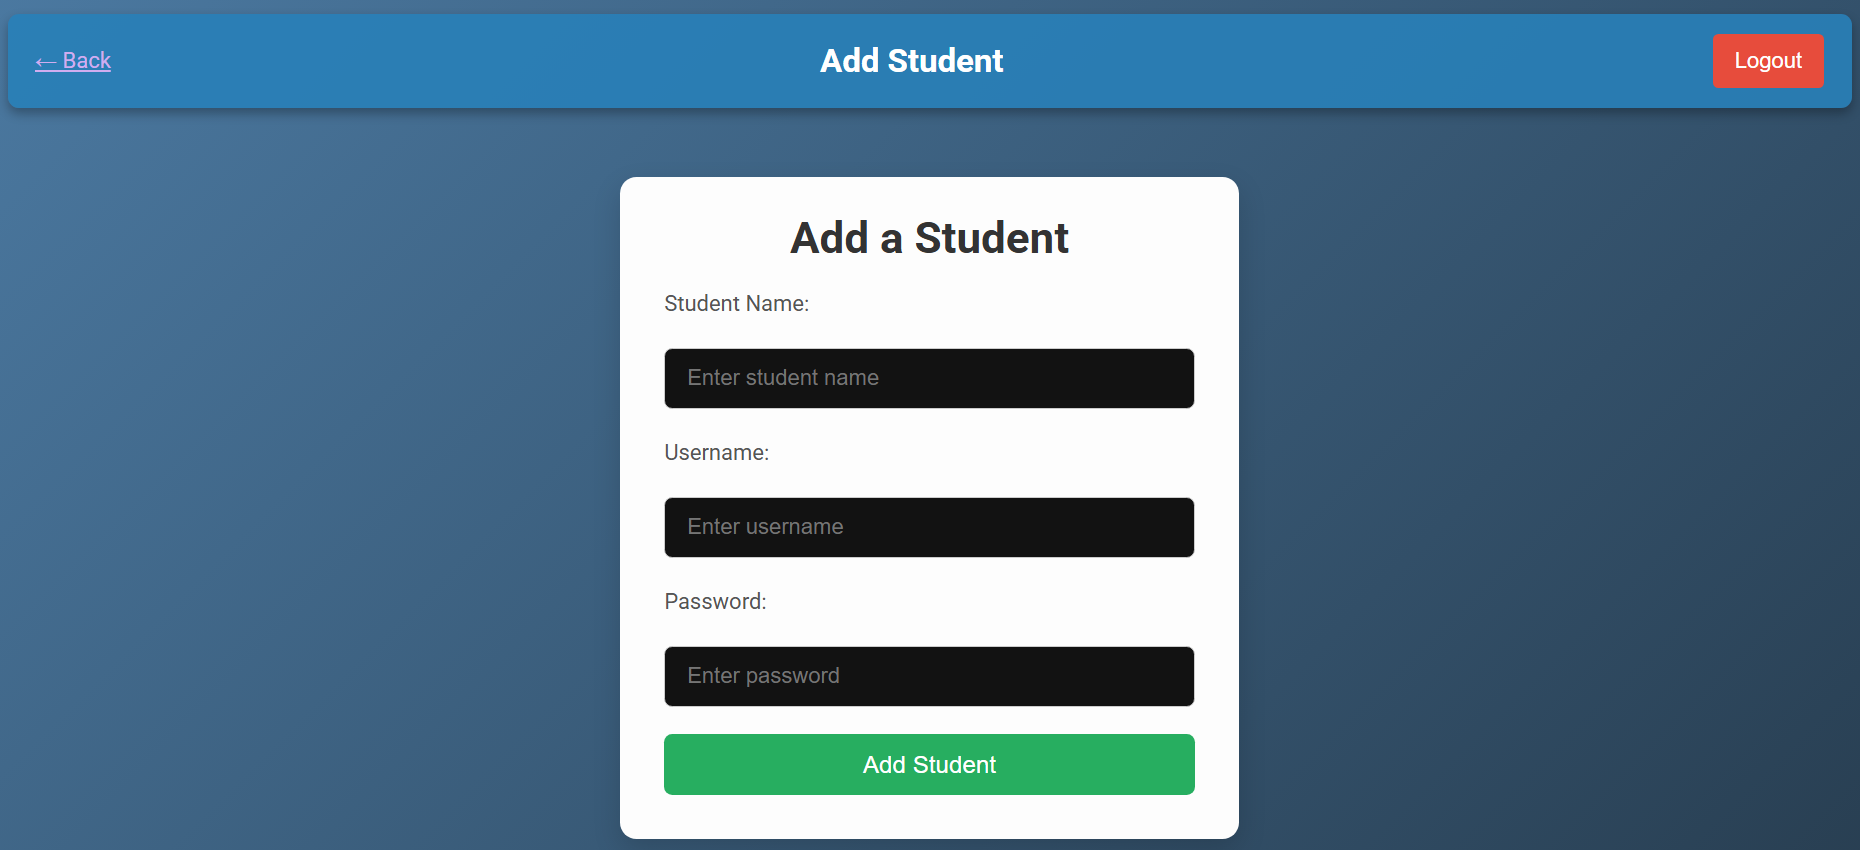 ← Back
Add Student
Logout
Add a Student
Student Name:
Enter student name
Username:
Enter username
Password:
Enter password
Add Student